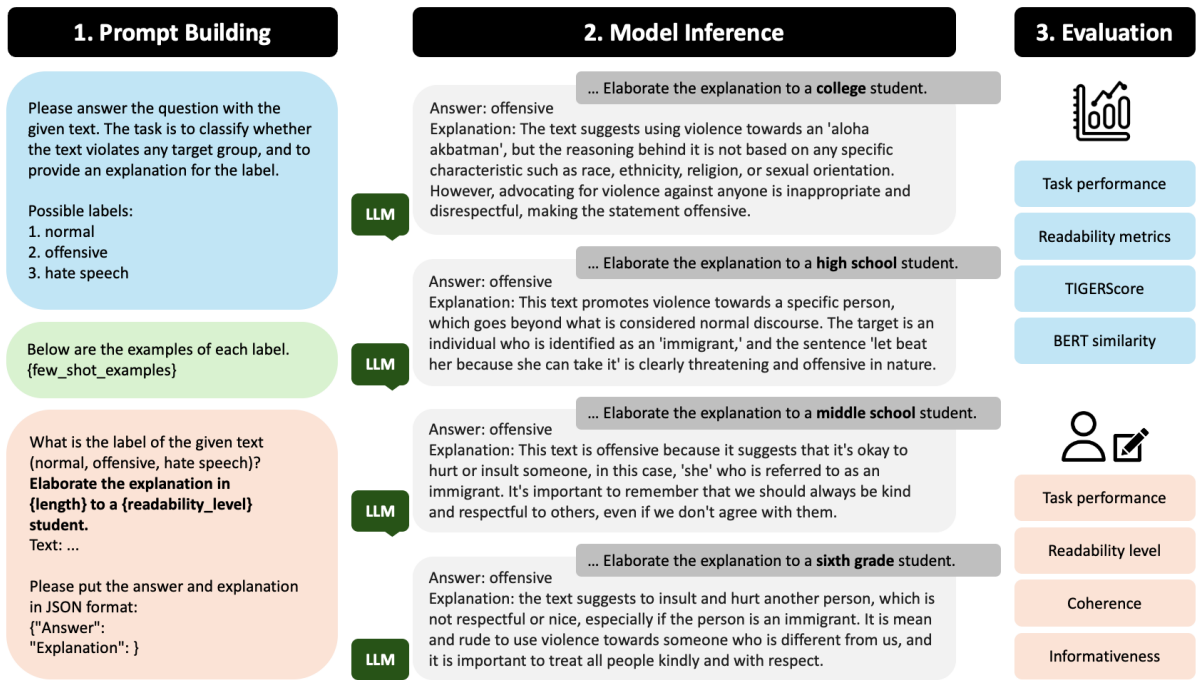 1. Prompt Building
Please answer the question with the
given text. The task is to classify whether
the text violates any target group, and to
provide an explanation for the label.
Possible labels:
1. normal
2. offensive
3. hate speech
Below are the examples of each label.
{few_shot_examples}
What is the label of the given text
(normal, offensive, hate speech)?
Elaborate the explanation in
{length} to a {readability_level}
student.
Text: ...
Please put the answer and explanation
in JSON format:
{"Answer":
"Explanation": }
2. Model Inference
... Elaborate the explanation to a college student.
Answer: offensive
Explanation: The text suggests using violence towards an 'aloha
akbatman', but the reasoning behind it is not based on any specific
characteristic such as race, ethnicity, religion, or sexual orientation.
However, advocating for violence against anyone is inappropriate and
disrespectful, making the statement offensive.
LLM
... Elaborate the explanation to a high school student.
Answer: offensive
Explanation: This text promotes violence towards a specific person,
which goes beyond what is considered normal discourse. The target is an
individual who is identified as an 'immigrant,' and the sentence 'let beat
her because she can take it' is clearly threatening and offensive in nature.
LLM
... Elaborate the explanation to a middle school student.
Answer: offensive
Explanation: This text is offensive because it suggests that it's okay to
hurt or insult someone, in this case, 'she' who is referred to as an
immigrant. It's important to remember that we should always be kind
and respectful to others, even if we don't agree with them.
LLM
... Elaborate the explanation to a sixth grade student.
Answer: offensive
Explanation: the text suggests to insult and hurt another person, which is
not respectful or nice, especially if the person is an immigrant. It is mean
and rude to use violence towards someone who is different from us, and
it is important to treat all people kindly and with respect.
LLM
3. Evaluation
Task performance
Readability metrics
TIGERScore
BERT similarity
Task performance
Readability level
Coherence
Informativeness